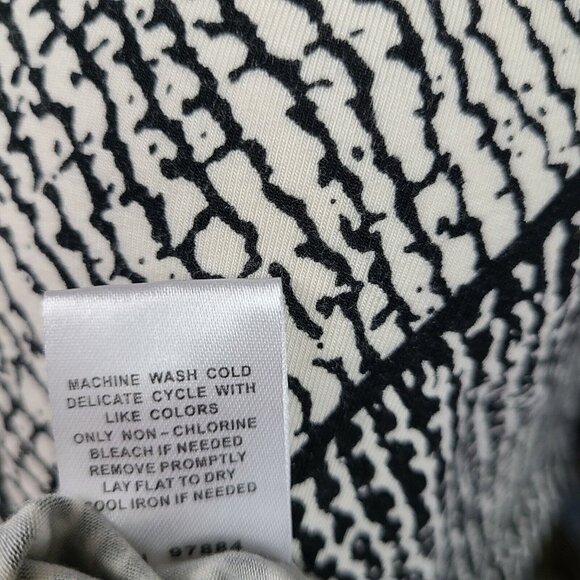 MACHINE WASH COLD
DELICATE CYCLE WITH
LIKE COLORS
ONLY NON-CHLORINE
BLEACH IF NEEDED
REMOVE PROMPTLY
LAY FLAT TO DRY
COOL IRON IF NEEDED
97884